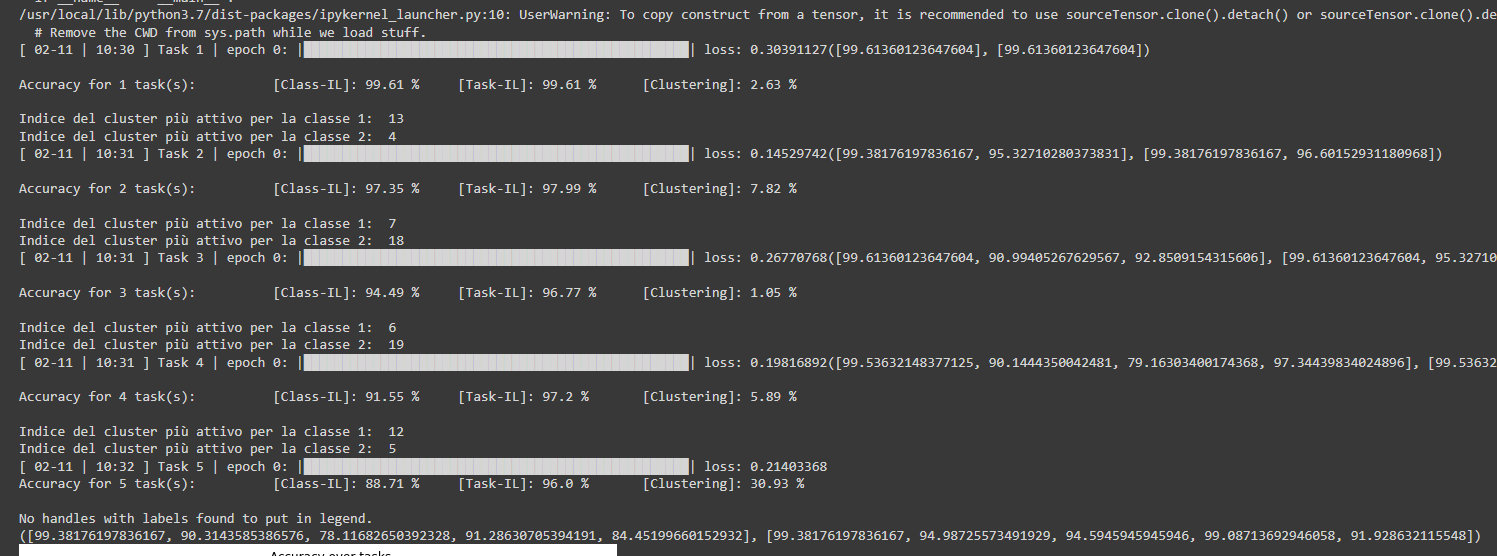 /usr/local/lib/python3.7/dist-packages/ipykernel_launcher.py:10: UserWarning: To copy construct from a tensor, it is recommended to use sourceTensor.clone().detach() or sourceTensor.clone().de
# Remove the CWD from sys.path while we load stuff.
[ 02-11 | 10:30 ] Task 1 | epoch 0: |██████████████████████████████████████████████████| loss: 0.30391127([99.61360123647604], [99.61360123647604])
Accuracy for 1 task(s): [Class-IL]: 99.61 % [Task-IL]: 99.61 % [Clustering]: 2.63 %
Indice del cluster più attivo per la classe 1: 13
Indice del cluster più attivo per la classe 2: 4
[ 02-11 | 10:31 ] Task 2 | epoch 0: |██████████████████████████████████████████████████| loss: 0.14529742([99.38176197836167, 95.32710280373831], [99.38176197836167, 96.60152931180968])
Accuracy for 2 task(s): [Class-IL]: 97.35 % [Task-IL]: 97.99 % [Clustering]: 7.82 %
Indice del cluster più attivo per la classe 1: 7
Indice del cluster più attivo per la classe 2: 18
[ 02-11 | 10:31 ] Task 3 | epoch 0: |██████████████████████████████████████████████████| loss: 0.26770768([99.61360123647604, 90.99405267629567, 92.8509154315606], [99.61360123647604, 95.32710
Accuracy for 3 task(s): [Class-IL]: 94.49 % [Task-IL]: 96.77 % [Clustering]: 1.05 %
Indice del cluster più attivo per la classe 1: 6
Indice del cluster più attivo per la classe 2: 19
[ 02-11 | 10:31 ] Task 4 | epoch 0: |██████████████████████████████████████████████████| loss: 0.19816892([99.53632148377125, 90.1444350042481, 79.16303400174368, 97.34439834024896], [99.53632
Accuracy for 4 task(s): [Class-IL]: 91.55 % [Task-IL]: 97.2 % [Clustering]: 5.89 %
Indice del cluster più attivo per la classe 1: 12
Indice del cluster più attivo per la classe 2: 5
[ 02-11 | 10:32 ] Task 5 | epoch 0: |██████████████████████████████████████████████████| loss: 0.21403368
Accuracy for 5 task(s): [Class-IL]: 88.71 % [Task-IL]: 96.0 % [Clustering]: 30.93 %
No handles with labels found to put in legend.
([99.38176197836167, 90.3143585386576, 78.11682650392328, 91.28630705394191, 84.45199660152932], [99.38176197836167, 94.98725573491929, 94.5945945945946, 99.08713692946058, 91.928632115548])
Accuracy over tasks